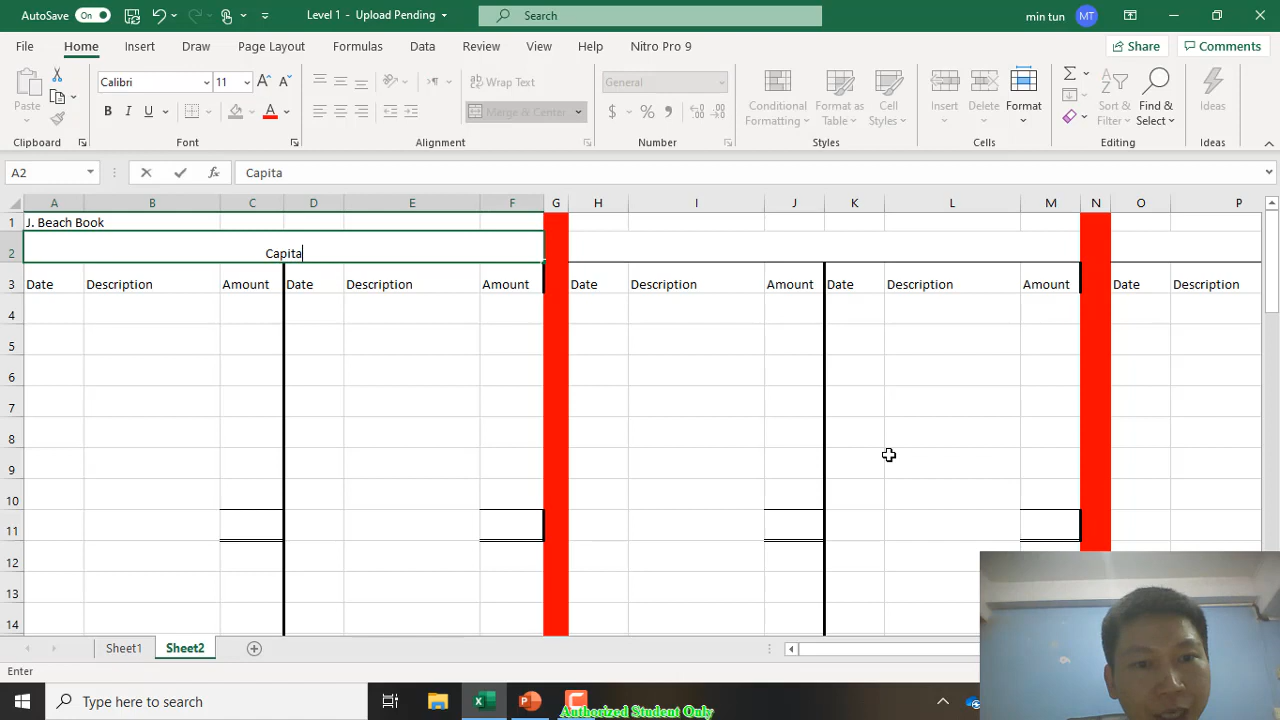 AutoSave On Level 1 - Upload Pending Search min tun MT
File Home Insert Draw Page Layout Formulas Data Review View Help Nitro Pro 9 Share Comments
Calibri 11 Wrap Text General
Paste B I U A Merge & Center $ % Conditional Formatting Format as Table Cell Styles Insert Delete Format Sort & Filter Find & Select Ideas
Clipboard Font Alignment Number Styles Cells Editing Ideas
A2 fx Capita
A B C D E F G H I J K L M N O P
1 J. Beach Book
2 Capita
3 Date Description Amount Date Description Amount Date Description Amount Date Description Amount Date Description
4
5
6
7
8
9
10
11
12
13
14
Sheet1 Sheet2
Enter
Type here to search
Authorized Student Only